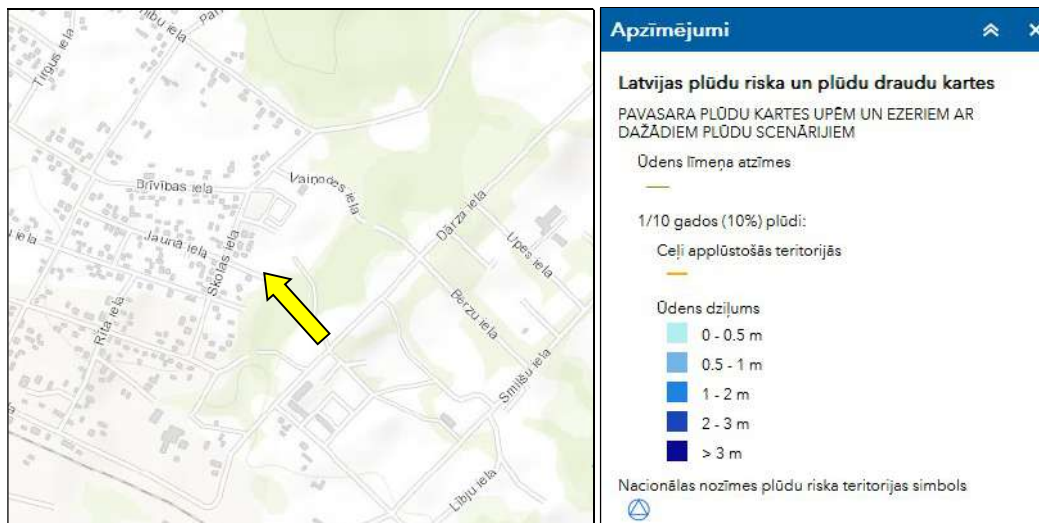 Tirgus iela
Brīvības iela
Vaiņodes iela
Dārza iela
Upes iela
Jaunā iela
Skolas iela
Rīta iela
Bērzu iela
Smilšu iela
Lībju iela
Apzīmējumi
Latvijas plūdu riska un plūdu draudu kartes
PAVASARA PLŪDU KARTES UPĒM UN EZERIEM AR
DAŽĀDIEM PLŪDU SCENĀRIJIEM
Ūdens līmeņa atzīmes
1/10 gados (10%) plūdi:
Ceļi applūstošās teritorijās
Ūdens dziļums
0 - 0.5 m
0.5 - 1 m
1 - 2 m
2 - 3 m
> 3 m
Nacionālas nozīmes plūdu riska teritorijas simbols